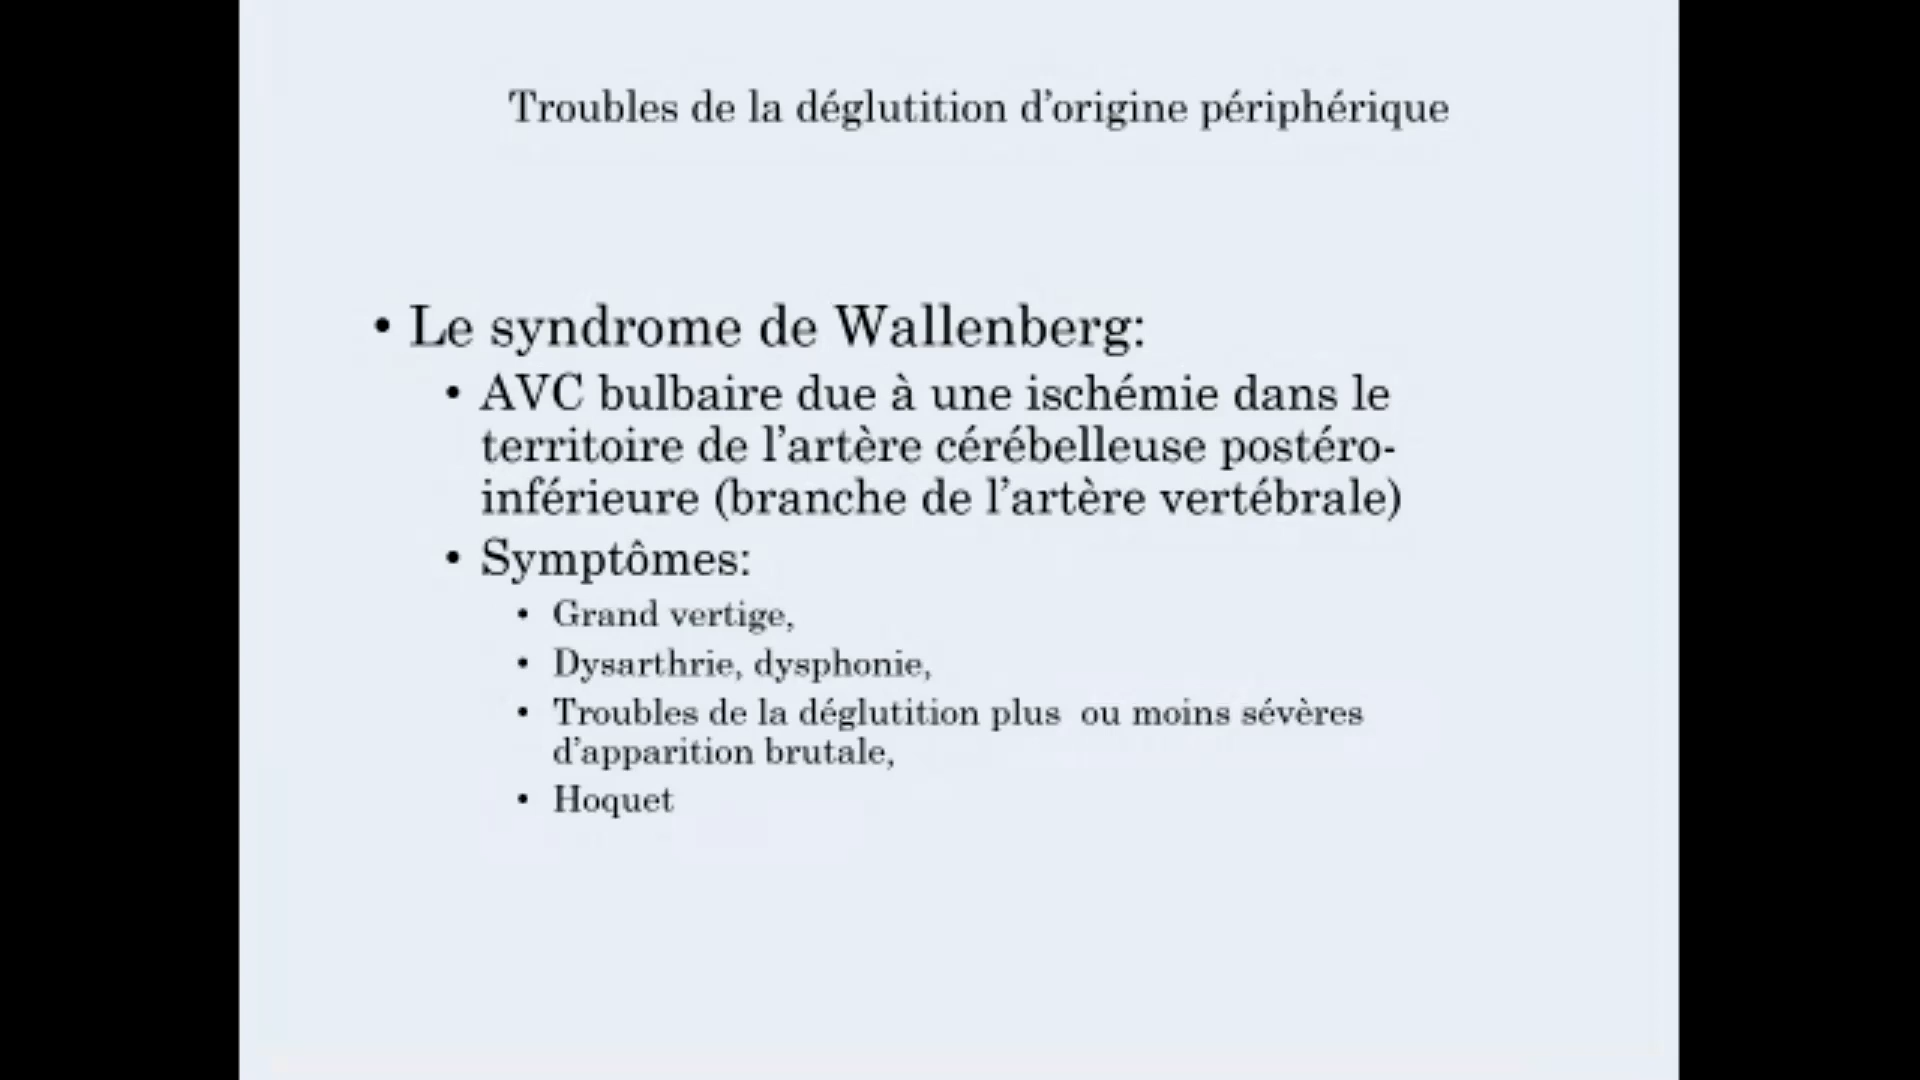 Troubles de la déglutition d’origine périphérique
• Le syndrome de Wallenberg:
• AVC bulbaire due à une ischémie dans le
territoire de l’artère cérébelleuse postéro-
inférieure (branche de l’artère vertébrale)
• Symptômes:
• Grand vertige,
• Dysarthrie, dysphonie,
• Troubles de la déglutition plus  ou moins sévères
d’apparition brutale,
• Hoquet